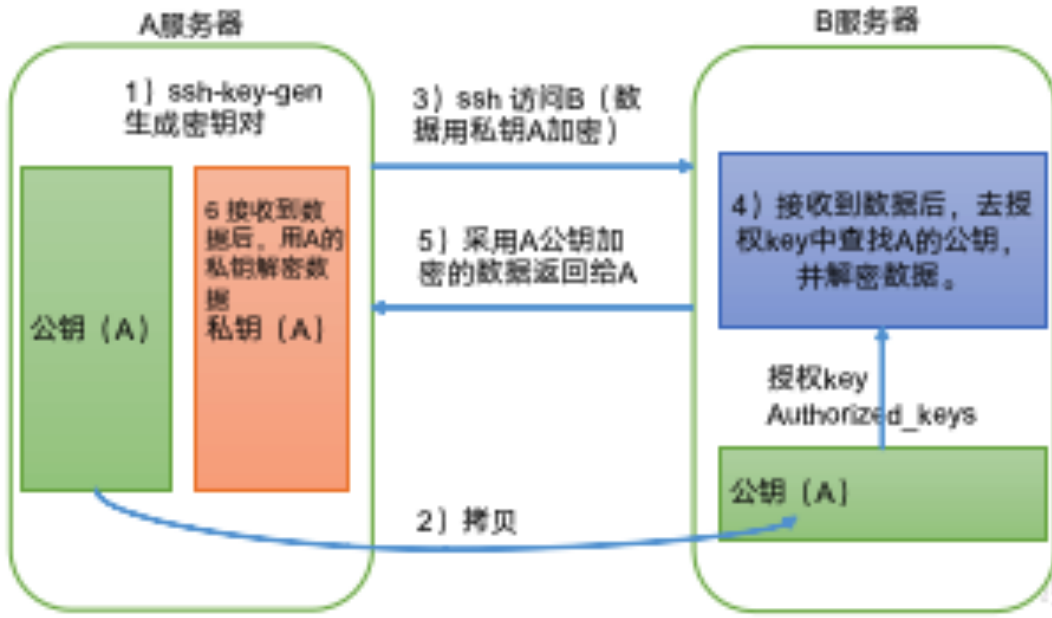 A服务器
1）ssh-key-gen
生成密钥对
公钥（A）
6 接收到数
据后，用A的
私钥解密数
据
私钥（A）
3）ssh 访问B（数
据用私钥A加密）
5）采用A公钥加
密的数据返回给A
2）拷贝
B服务器
4）接收到数据后，去授
权key中查找A的公钥，
并解密数据。
授权key
Authorized_keys
公钥（A）